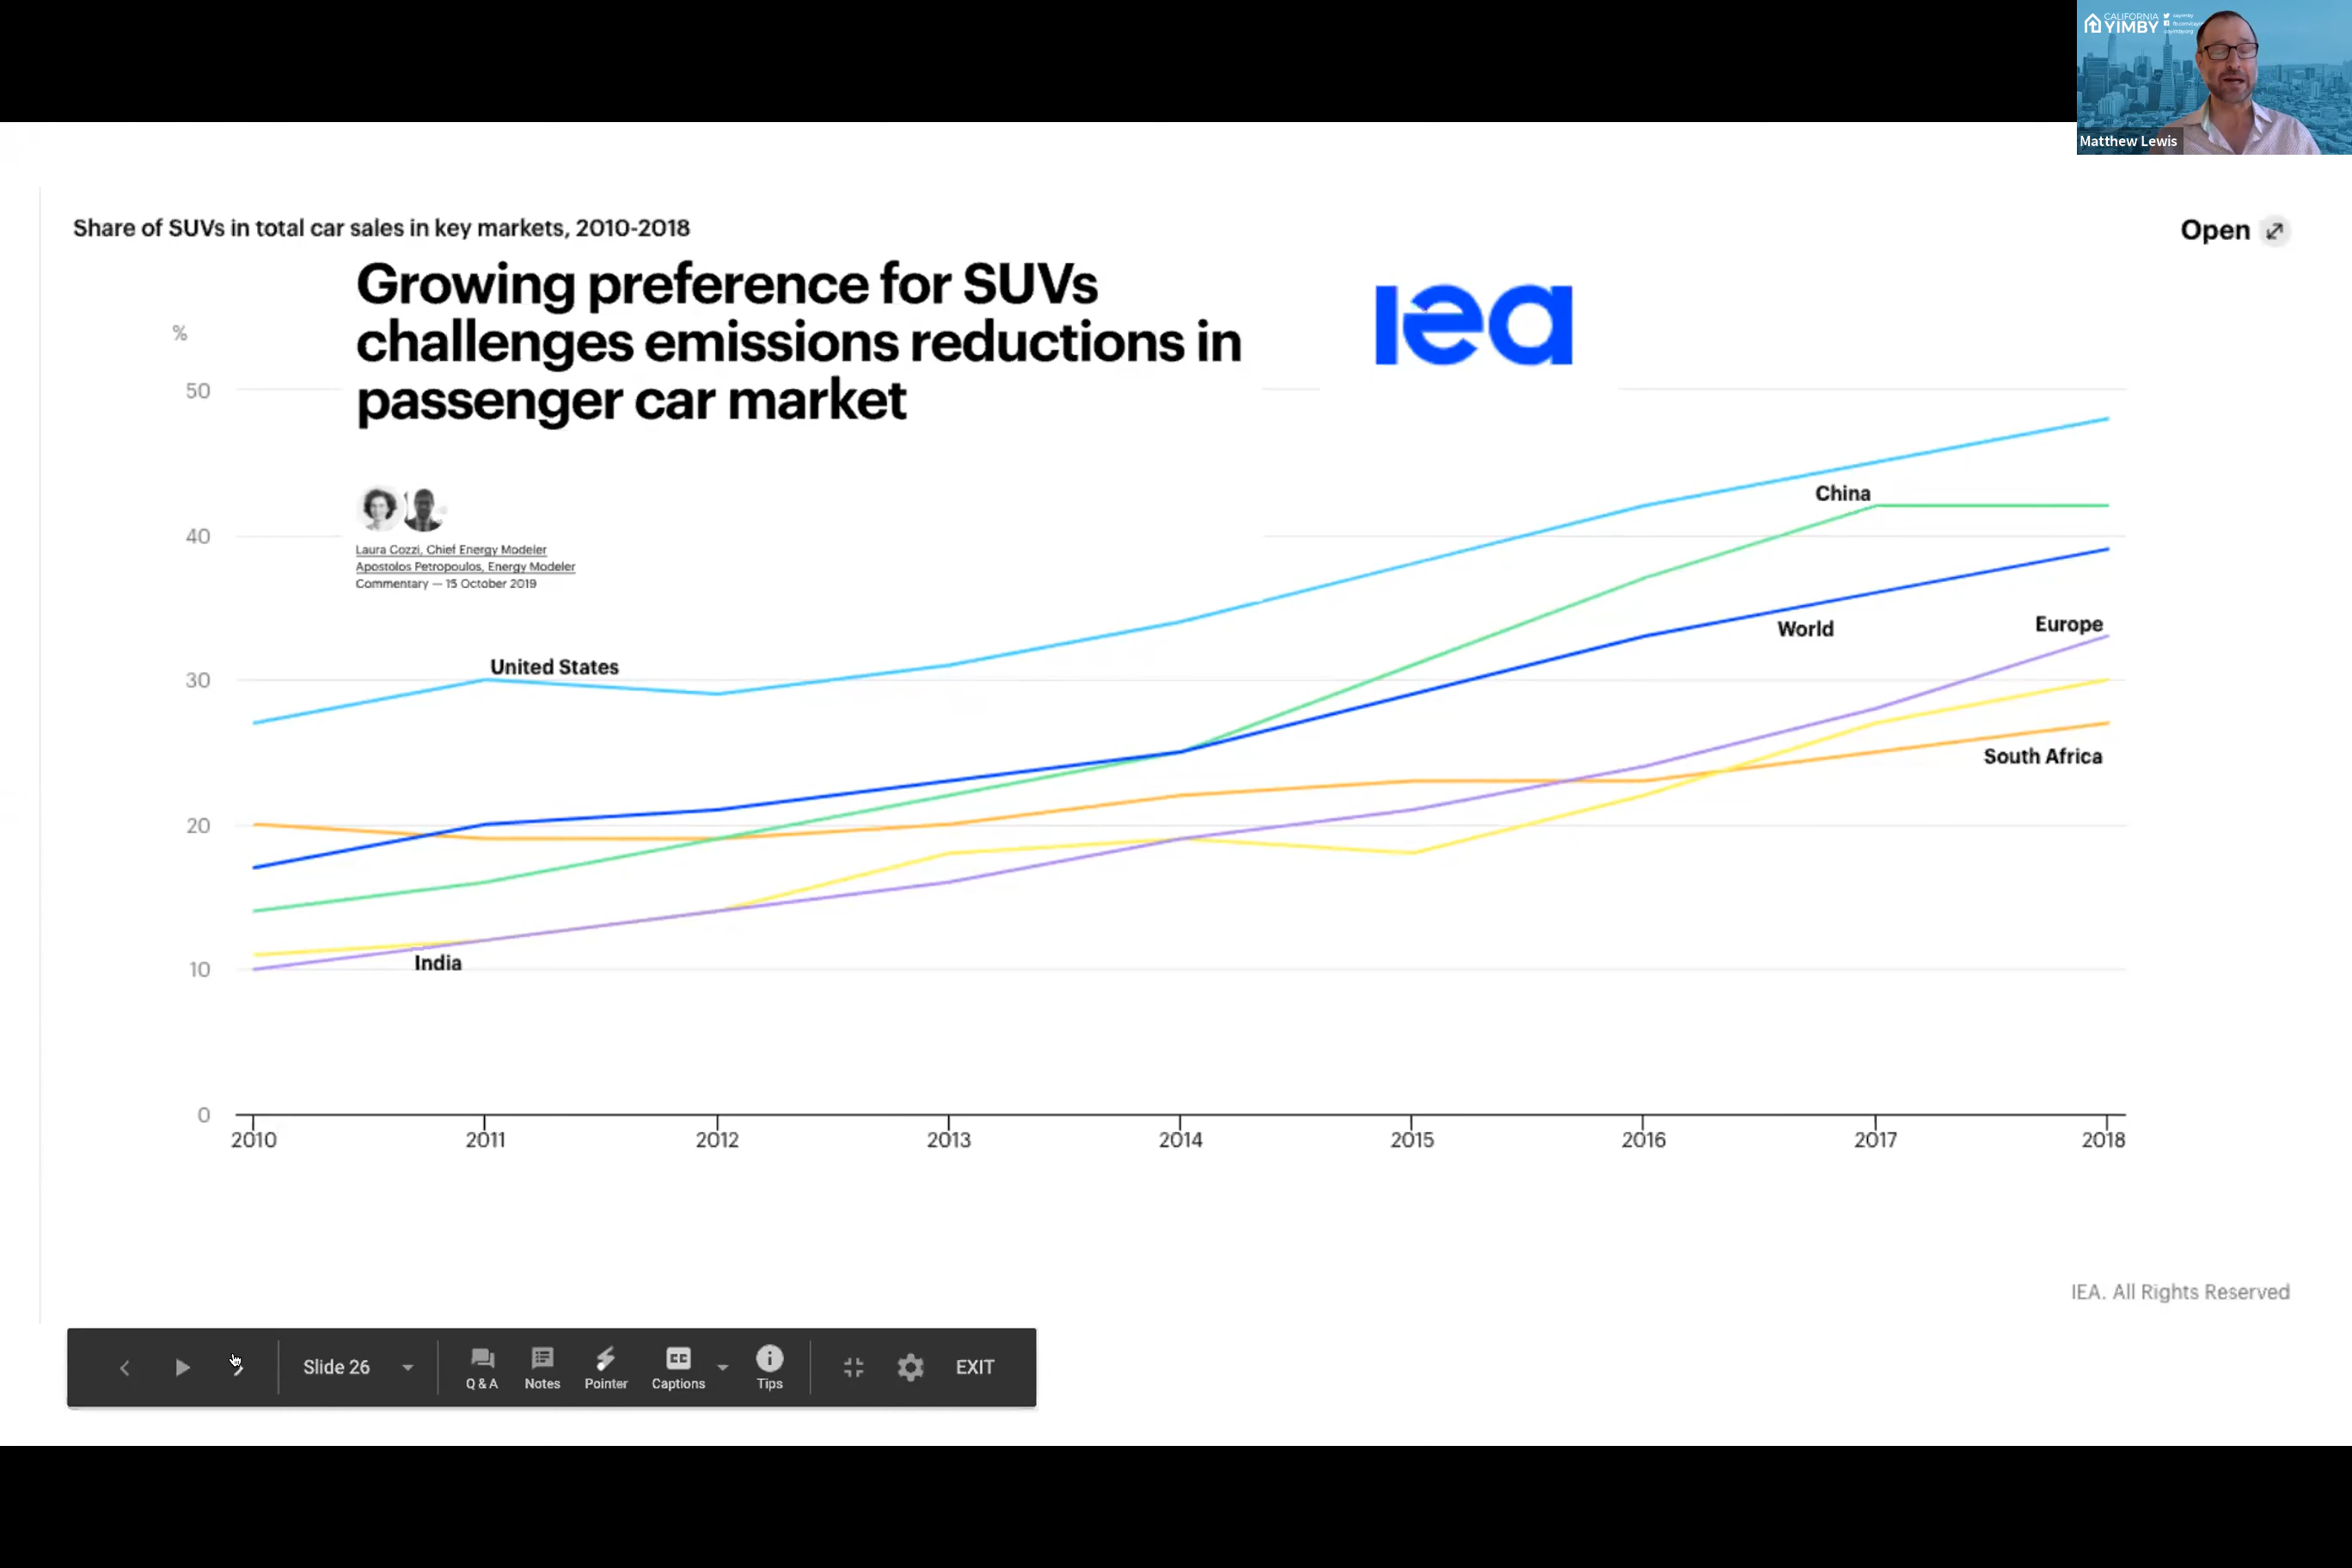 CALIFORNIA
YIMBY
Matthew Lewis
Share of SUVs in total car sales in key markets, 2010-2018
Open
Growing preference for SUVs
challenges emissions reductions in
passenger car market
iea
Laura Cozzi, Chief Energy Modeler
Apostolos Petropoulos, Energy Modeler
Commentary — 15 October 2019
%
50
40
30
20
10
0
United States
China
World
Europe
South Africa
India
2010 2011 2012 2013 2014 2015 2016 2017 2018
IEA. All Rights Reserved
Slide 26
Q & A
Notes
Pointer
CC
Captions
Tips
EXIT